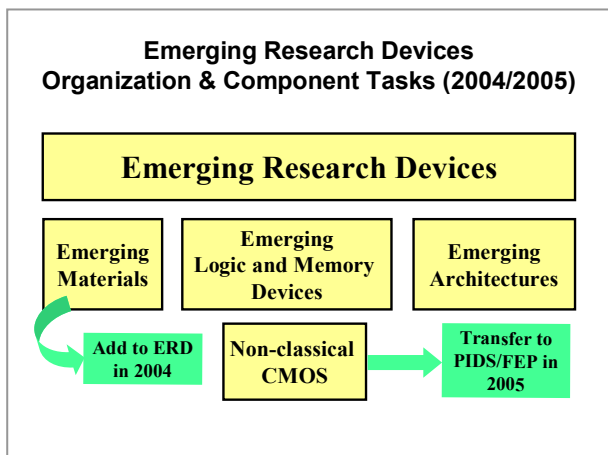 Emerging Research Devices
Organization & Component Tasks (2004/2005)
Emerging Research Devices
Emerging
Materials
Emerging
Logic and Memory
Devices
Emerging
Architectures
Add to ERD
in 2004
Non-classical
CMOS
Transfer to
PIDS/FEP in
2005